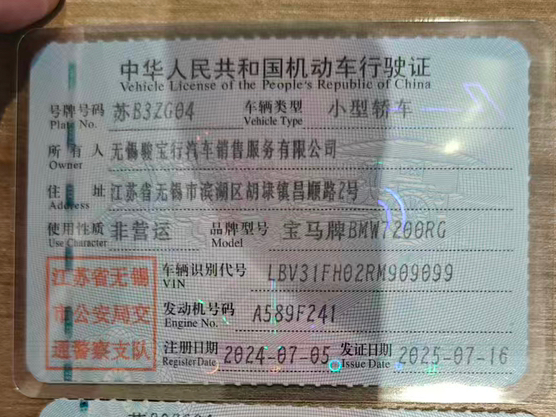 中华人民共和国机动车行驶证
Vehicle License of the People's Republic of China
号牌号码 苏B3ZG04 车辆类型 小型轿车
Plate No. Vehicle Type
所有人 无锡骏宝行汽车销售服务有限公司
Owner
住址 江苏省无锡市滨湖区胡埭镇昌顺路2号
Address
使用性质 非营运 品牌型号 宝马牌BMW7200RG
Use Character Model
江苏省无锡
市公安局交
通警察支队
车辆识别代号 LBV31FH02RM909099
VIN
发动机号码 A589F241
Engine No.
注册日期 2024-07-05 发证日期 2025-07-16
Register Date Issue Date